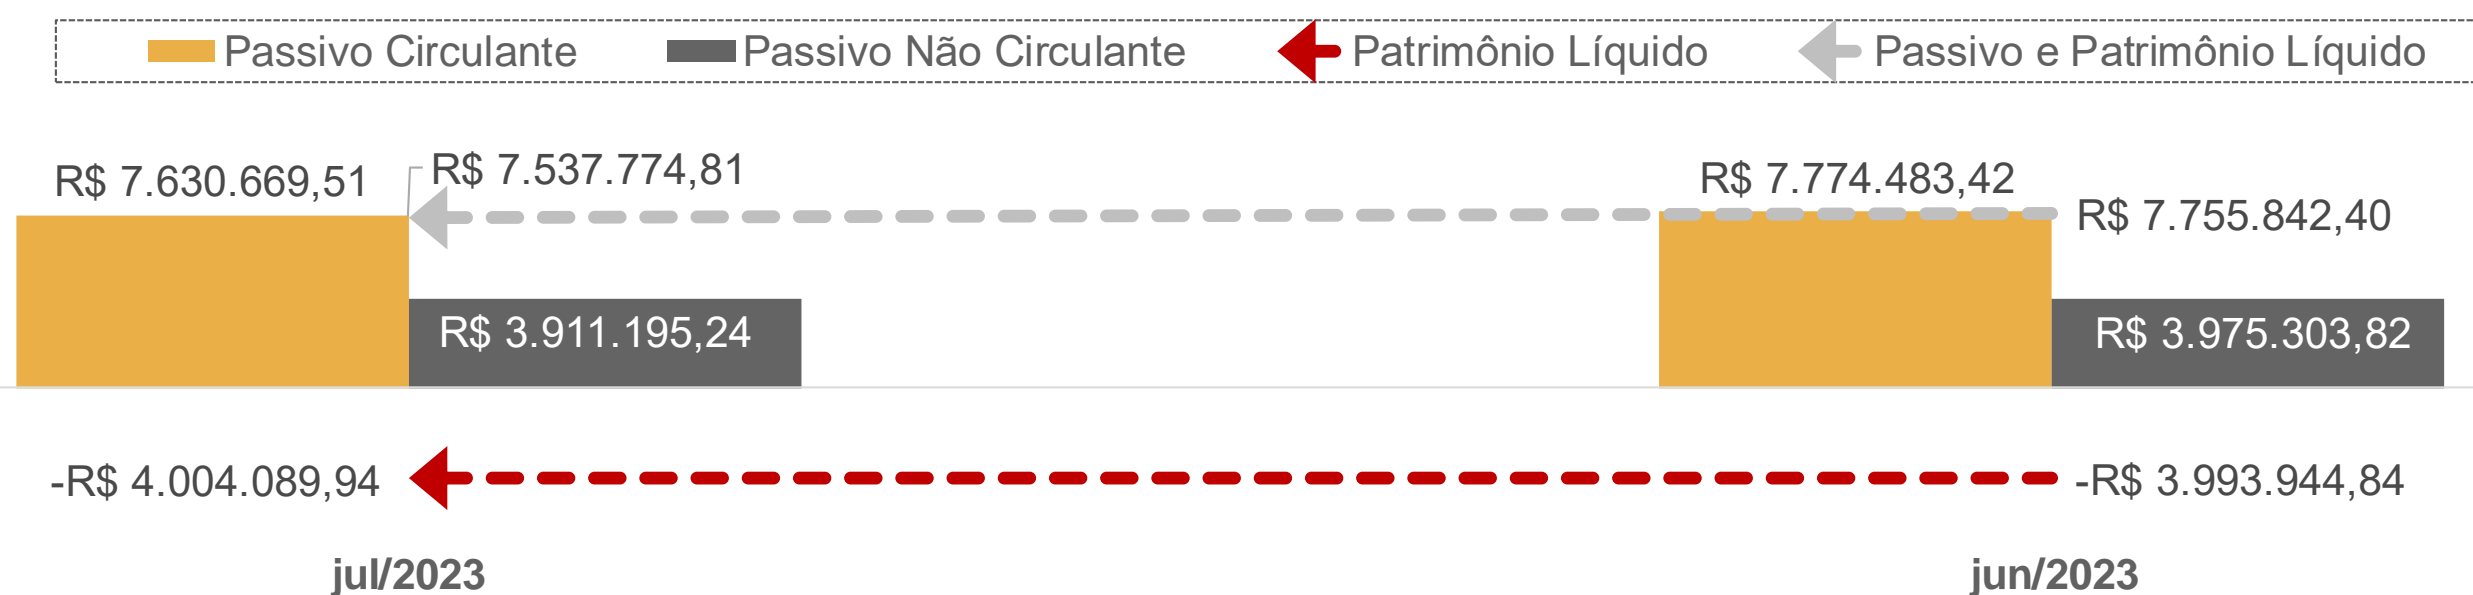 Passivo Circulante Passivo Não Circulante Patrimônio Líquido Passivo e Patrimônio Líquido
R$ 7.630.669,51
R$ 7.537.774,81
R$ 7.774.483,42
R$ 7.755.842,40
R$ 3.911.195,24
R$ 3.975.303,82
-R$ 4.004.089,94
-R$ 3.993.944,84
jul/2023
jun/2023